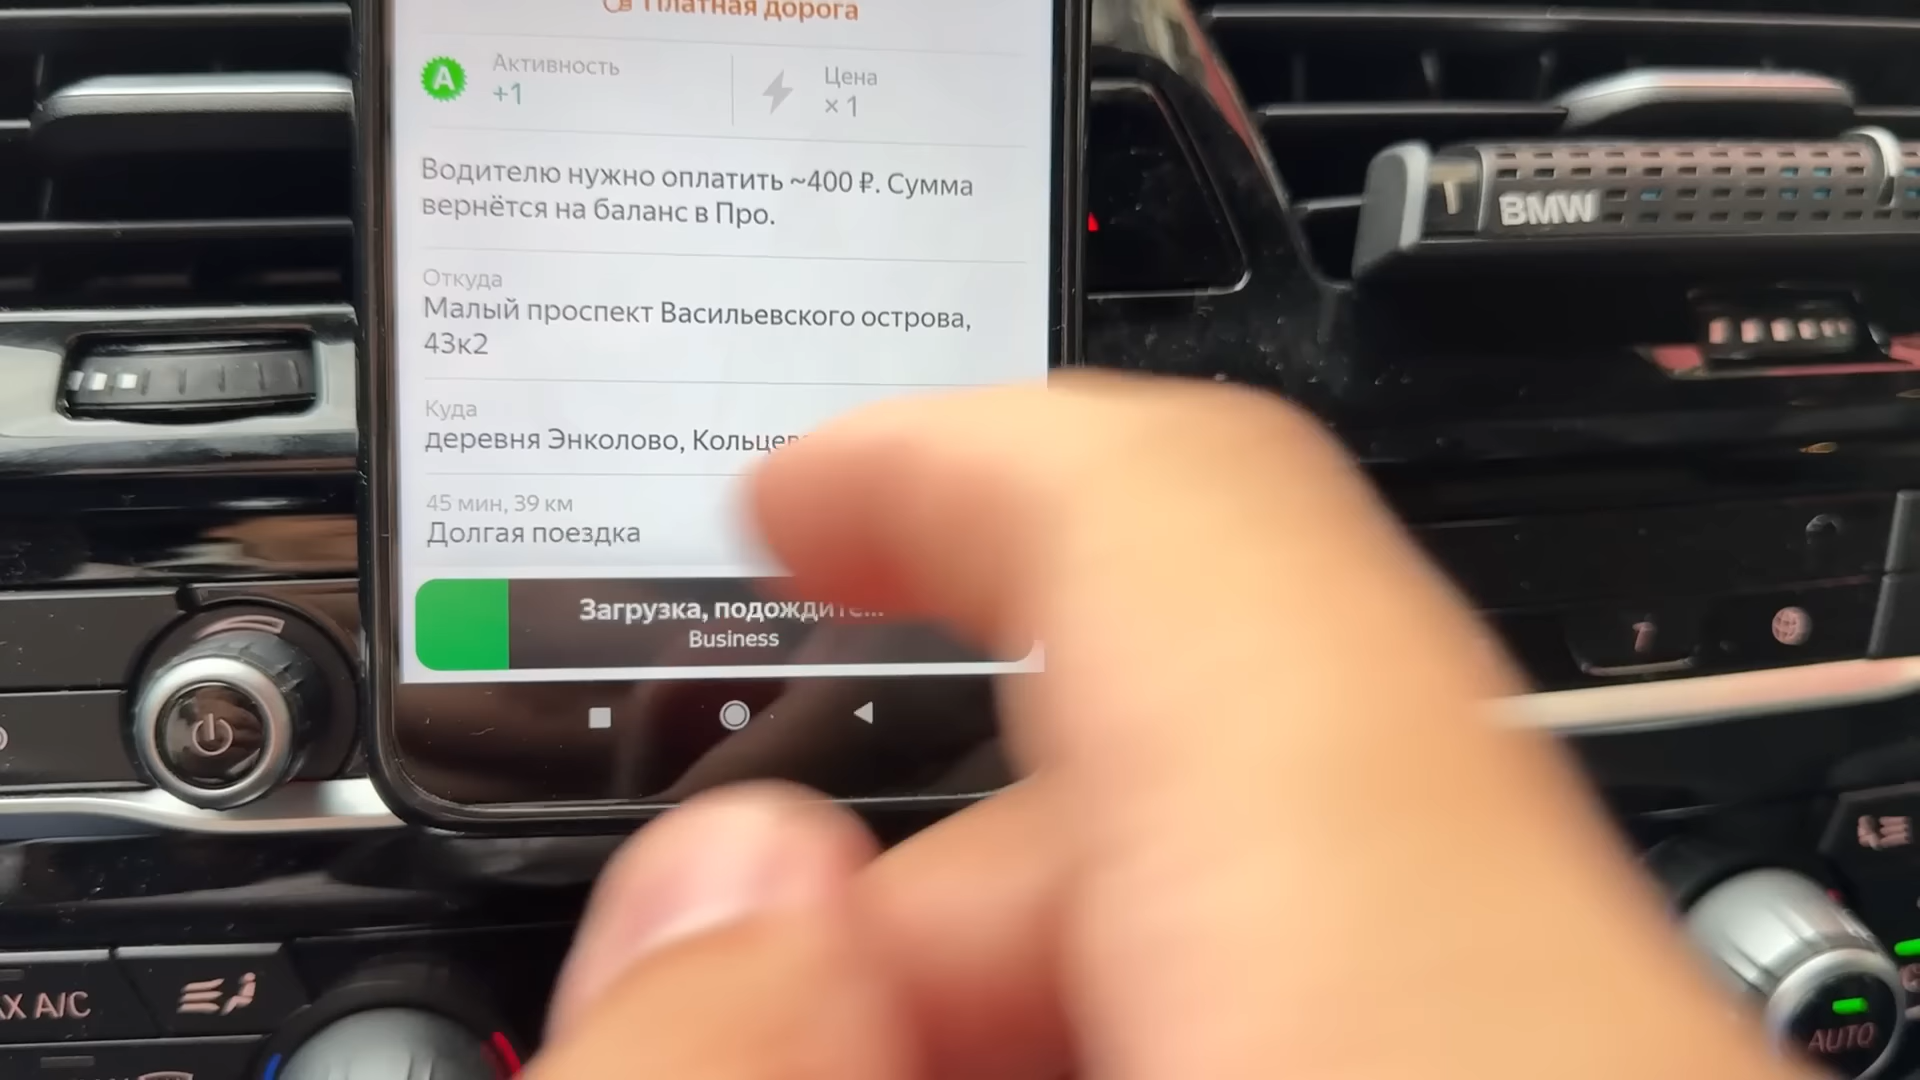 Платная дорога
Активность
+1
Цена
×1
Водителю нужно оплатить ~400 ₽. Сумма
вернётся на баланс в Про.
Откуда
Малый проспект Васильевского острова,
43к2
Куда
деревня Энколово,
45 мин, 39 км
Долгая поездка
Загрузка, подождите...
Business
BMW
A/C
AUTO